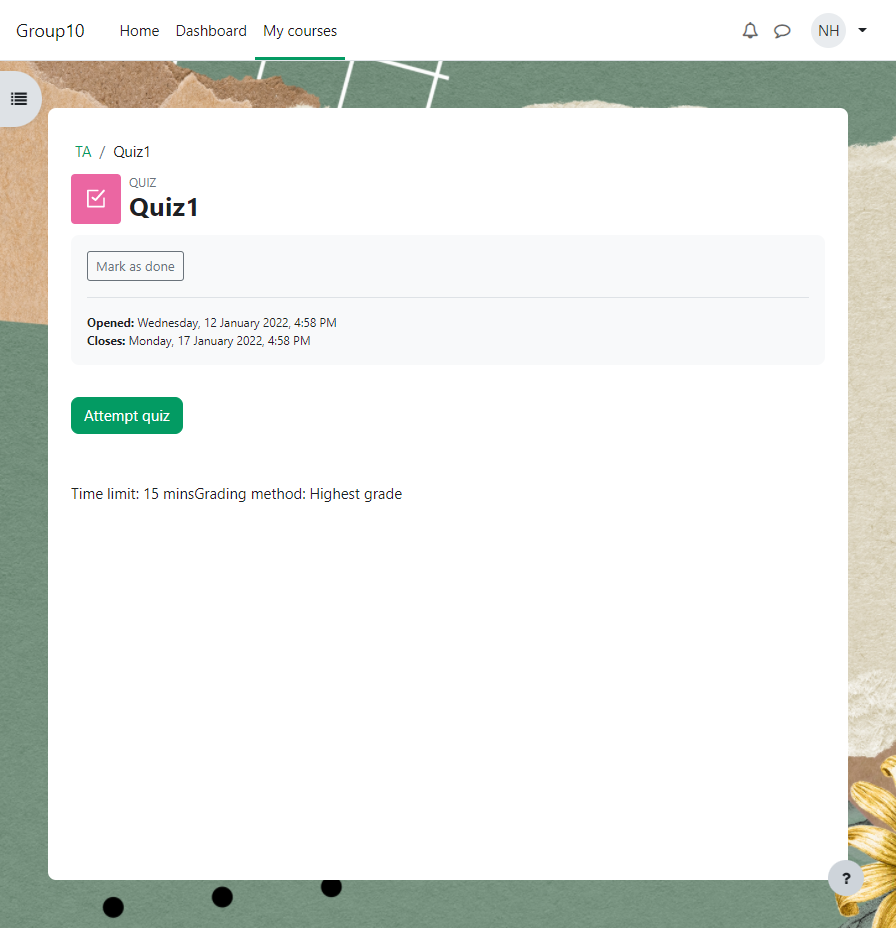 Group10 Home Dashboard My courses NH
TA / Quiz1
QUIZ
Quiz1
Mark as done
Opened: Wednesday, 12 January 2022, 4:58 PM
Closes: Monday, 17 January 2022, 4:58 PM
Attempt quiz
Time limit: 15 minsGrading method: Highest grade
?